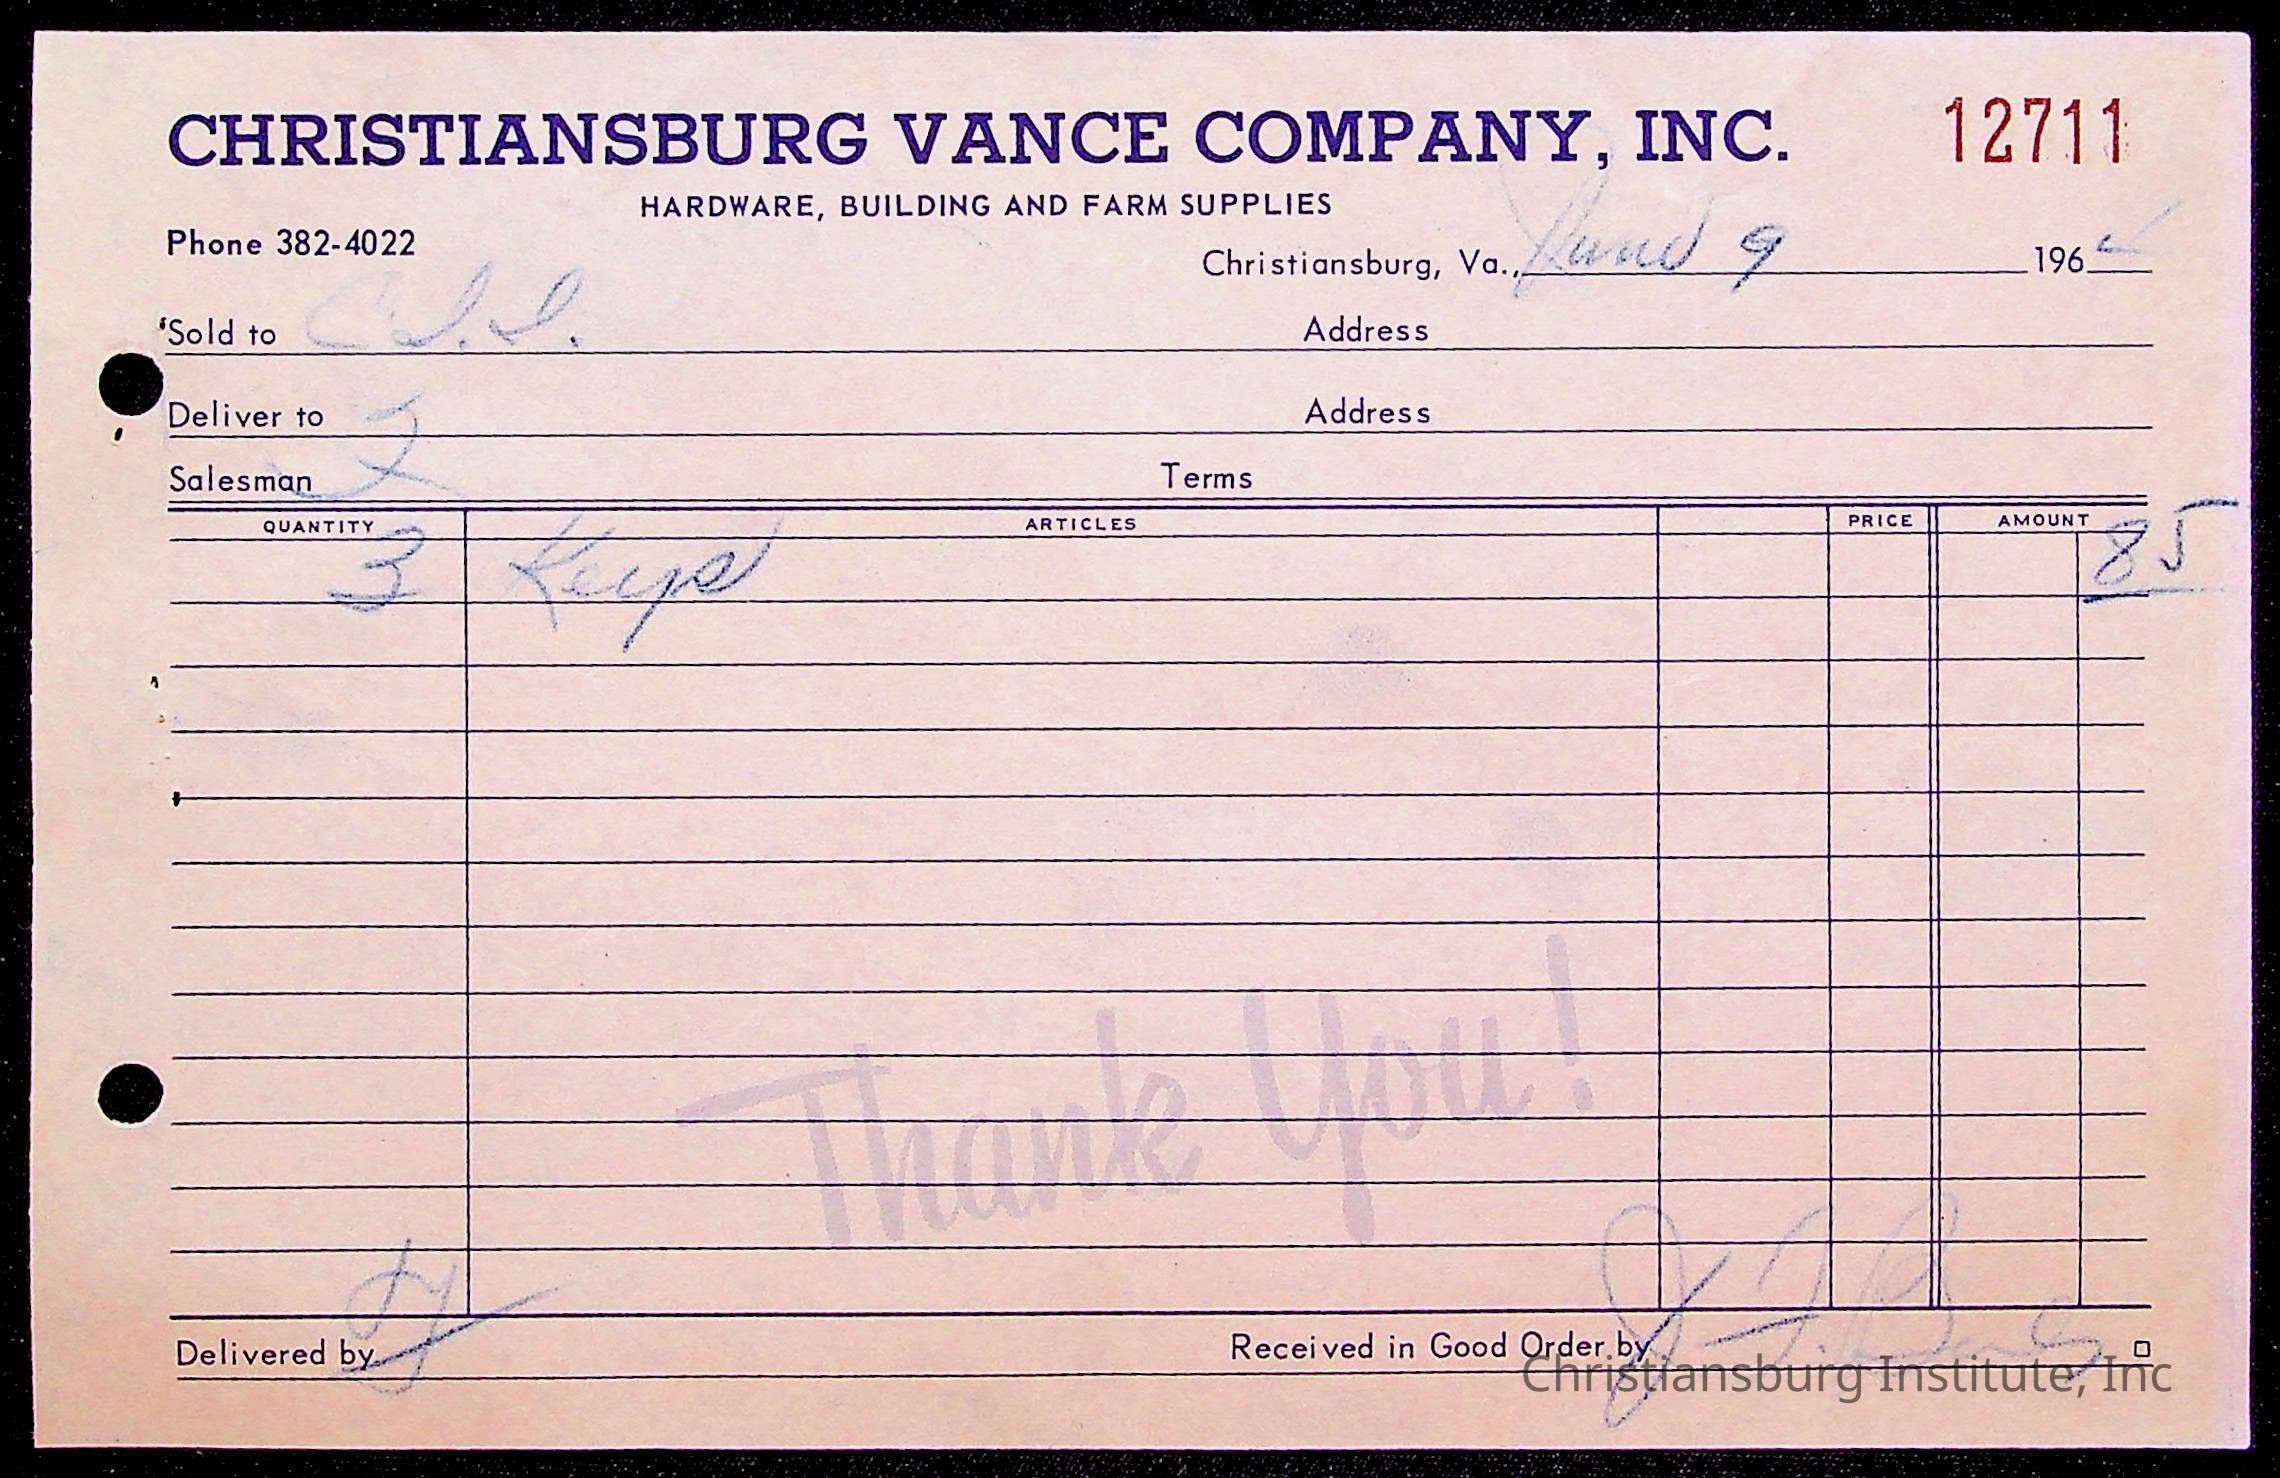 CHRISTIANSBURG VANCE COMPANY, INC. 12711
HARDWARE, BUILDING AND FARM SUPPLIES
Phone 382-4022
Christiansburg, Va., June 9 196
Sold to C.I.I. Address
Deliver to Address
Salesman 2 Terms
QUANTITY ARTICLES PRICE AMOUNT
3 Keys 85
Thank You!
Delivered by Received in Good Order by J. T.
Christiansburg Institute, Inc